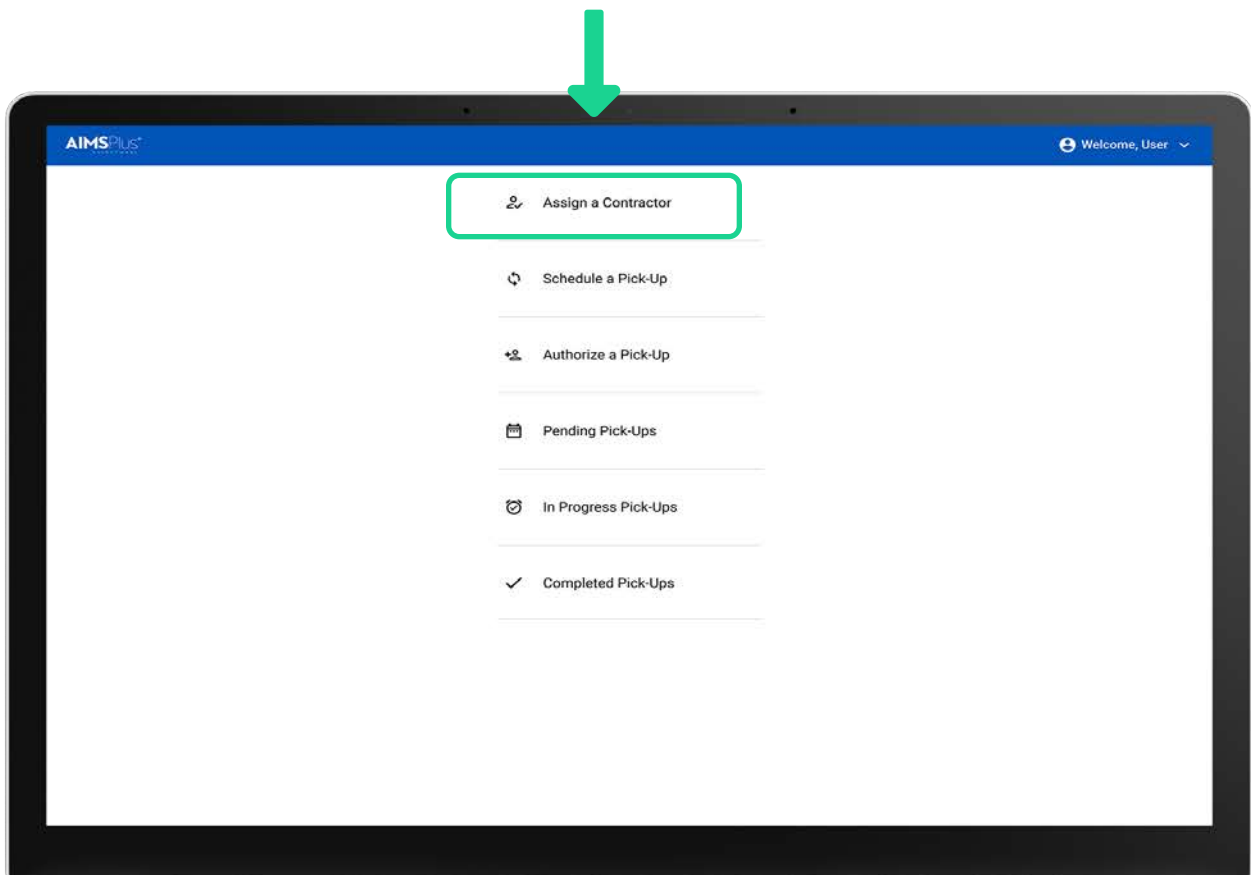 AIMSPlus
Welcome, User
Assign a Contractor
Schedule a Pick-Up
Authorize a Pick-Up
Pending Pick-Ups
In Progress Pick-Ups
Completed Pick-Ups